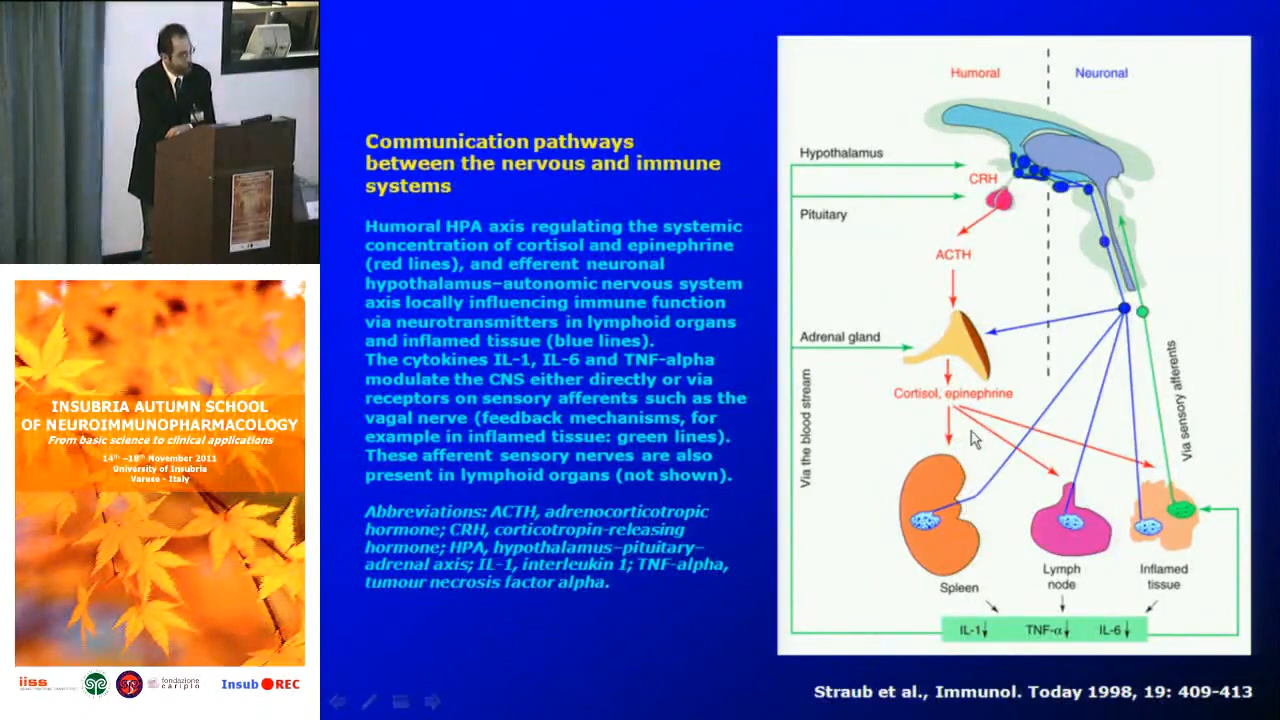 Communication pathways
between the nervous and immune
systems
Humoral HPA axis regulating the systemic
concentration of cortisol and epinephrine
(red lines), and efferent neuronal
hypothalamus–autonomic nervous system
axis locally influencing immune function
via neurotransmitters in lymphoid organs
and inflamed tissue (blue lines).
The cytokines IL-1, IL-6 and TNF-alpha
modulate the CNS either directly or via
receptors on sensory afferents such as the
vagal nerve (feedback mechanisms, for
example in inflamed tissue: green lines).
These afferent sensory nerves are also
present in lymphoid organs (not shown).
Abbreviations: ACTH, adrenocorticotropic
hormone; CRH, corticotropin-releasing
hormone; HPA, hypothalamus–pituitary–
adrenal axis; IL-1, interleukin 1; TNF-alpha,
tumour necrosis factor alpha.
Humoral
Neuronal
Hypothalamus
CRH
Pituitary
ACTH
Adrenal gland
Cortisol, epinephrine
Via the blood stream
Via sensory afferents
Spleen
Lymph
node
Inflamed
tissue
IL-1↓ TNF-α↓ IL-6↓
Straub et al., Immunol. Today 1998, 19: 409-413
INSUBRIA AUTUMN SCHOOL
OF NEUROIMMUNOPHARMACOLOGY
From basic science to clinical applications
14th –18th November 2011
University of Insubria
Varese - Italy
iiss
fondazione
cariplo
Insub REC